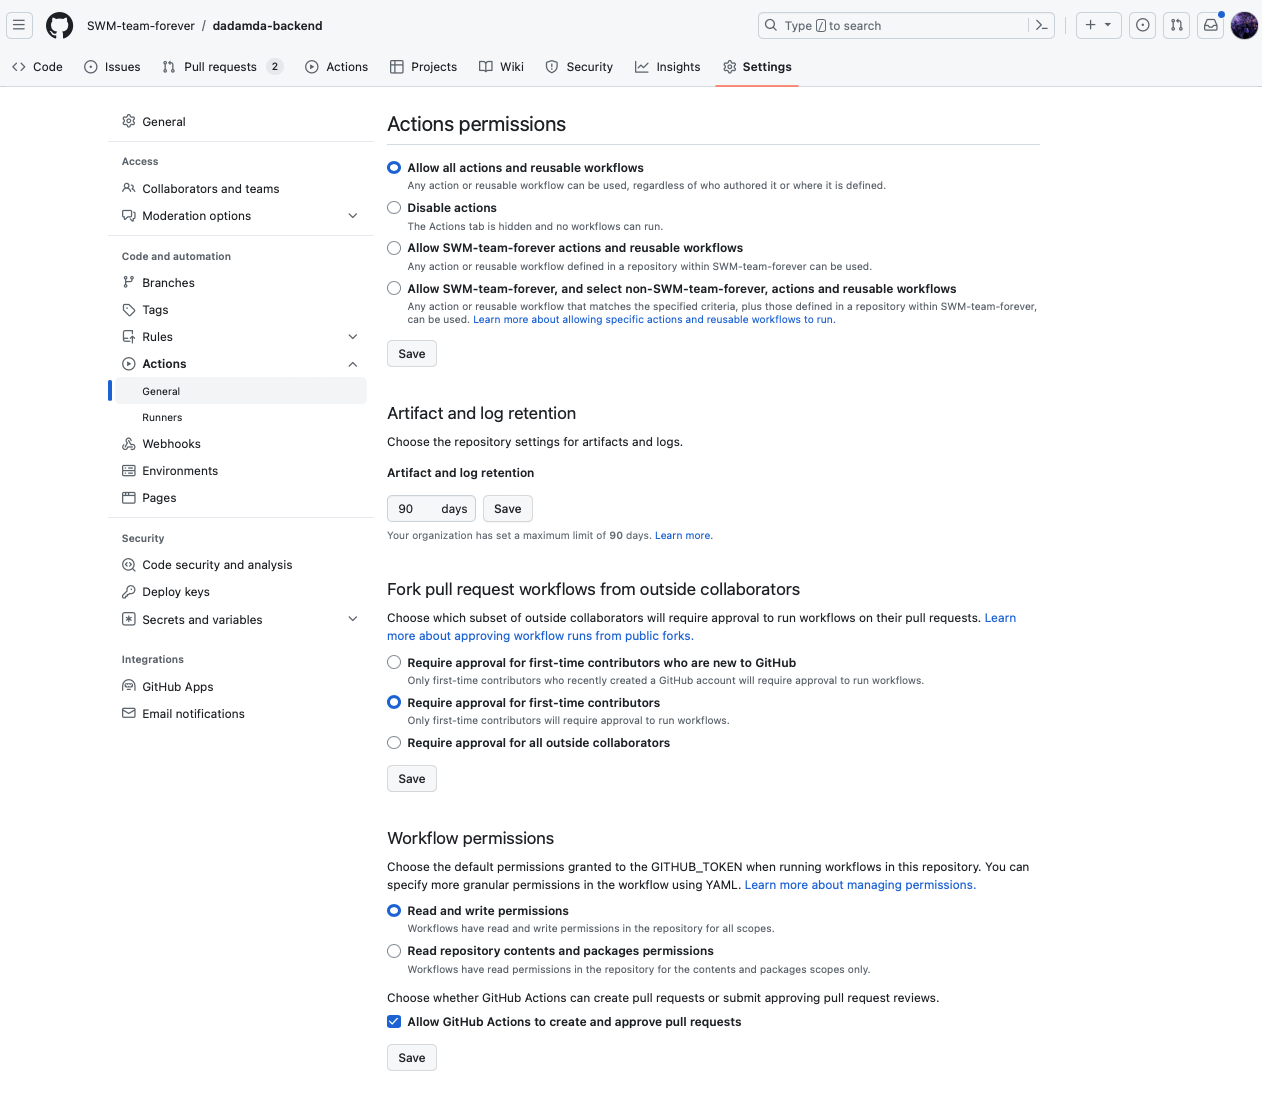 SWM-team-forever / dadamda-backend
Type / to search
Code
Issues
Pull requests 2
Actions
Projects
Wiki
Security
Insights
Settings
General
Access
Collaborators and teams
Moderation options
Code and automation
Branches
Tags
Rules
Actions
General
Runners
Webhooks
Environments
Pages
Security
Code security and analysis
Deploy keys
Secrets and variables
Integrations
GitHub Apps
Email notifications
Actions permissions
Allow all actions and reusable workflows
Any action or reusable workflow can be used, regardless of who authored it or where it is defined.
Disable actions
The Actions tab is hidden and no workflows can run.
Allow SWM-team-forever actions and reusable workflows
Any action or reusable workflow defined in a repository within SWM-team-forever can be used.
Allow SWM-team-forever, and select non-SWM-team-forever, actions and reusable workflows
Any action or reusable workflow that matches the specified criteria, plus those defined in a repository within SWM-team-forever,
can be used. Learn more about allowing specific actions and reusable workflows to run.
Save
Artifact and log retention
Choose the repository settings for artifacts and logs.
Artifact and log retention
90 days Save
Your organization has set a maximum limit of 90 days. Learn more.
Fork pull request workflows from outside collaborators
Choose which subset of outside collaborators will require approval to run workflows on their pull requests. Learn
more about approving workflow runs from public forks.
Require approval for first-time contributors who are new to GitHub
Only first-time contributors who recently created a GitHub account will require approval to run workflows.
Require approval for first-time contributors
Only first-time contributors will require approval to run workflows.
Require approval for all outside collaborators
Save
Workflow permissions
Choose the default permissions granted to the GITHUB_TOKEN when running workflows in this repository. You can
specify more granular permissions in the workflow using YAML. Learn more about managing permissions.
Read and write permissions
Workflows have read and write permissions in the repository for all scopes.
Read repository contents and packages permissions
Workflows have read permissions in the repository for the contents and packages scopes only.
Choose whether GitHub Actions can create pull requests or submit approving pull request reviews.
Allow GitHub Actions to create and approve pull requests
Save